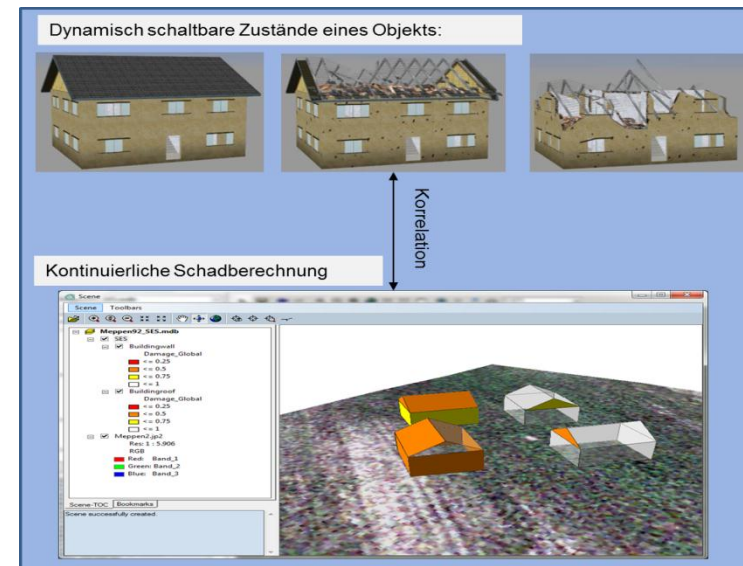 Dynamisch schaltbare Zustände eines Objekts:
Korrelation
Kontinuierliche Schadberechnung
Scene
Scene Toolbars
Meppen92_SES.mdb
SES
Buildingwall
Damage_Global
<= 0.25
<= 0.5
<= 0.75
<= 1
Buildingroof
Damage_Global
<= 0.25
<= 0.5
<= 0.75
<= 1
Meppen2.jp2
Res: 1 : 5.906
RGB
Red: Band_1
Green: Band_2
Blue: Band_3
Scene-TOC Bookmarks
Scene successfully created.